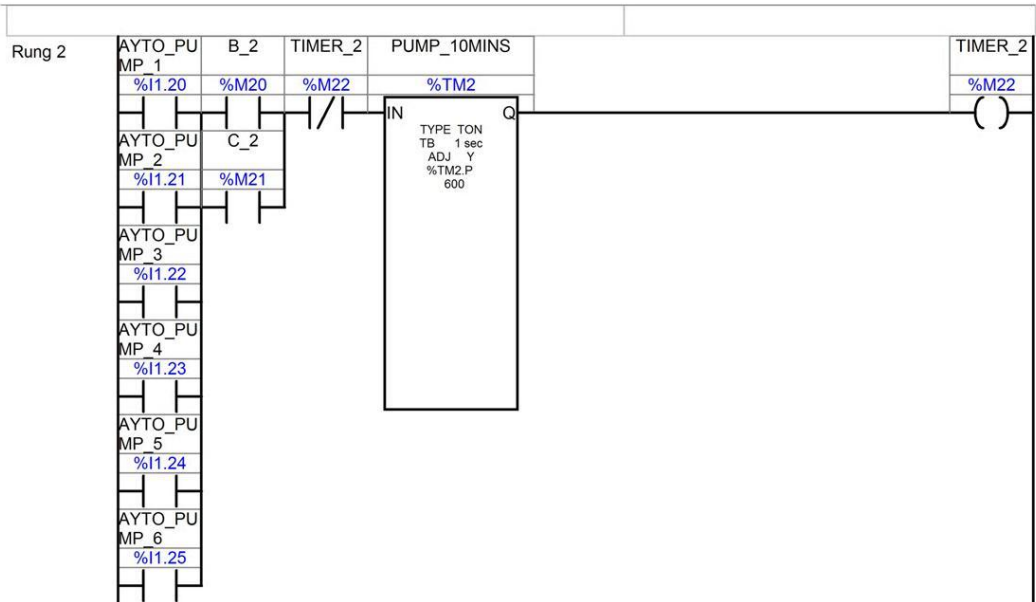 Rung 2
AYTO_PU
MP_1
%I1.20
B_2
%M20
TIMER_2
%M22
PUMP_10MINS
%TM2
TIMER_2
%M22
IN Q
TYPE TON
TB 1 sec
ADJ Y
%TM2.P
600
AYTO_PU
MP_2
%I1.21
C_2
%M21
AYTO_PU
MP_3
%I1.22
AYTO_PU
MP_4
%I1.23
AYTO_PU
MP_5
%I1.24
AYTO_PU
MP_6
%I1.25